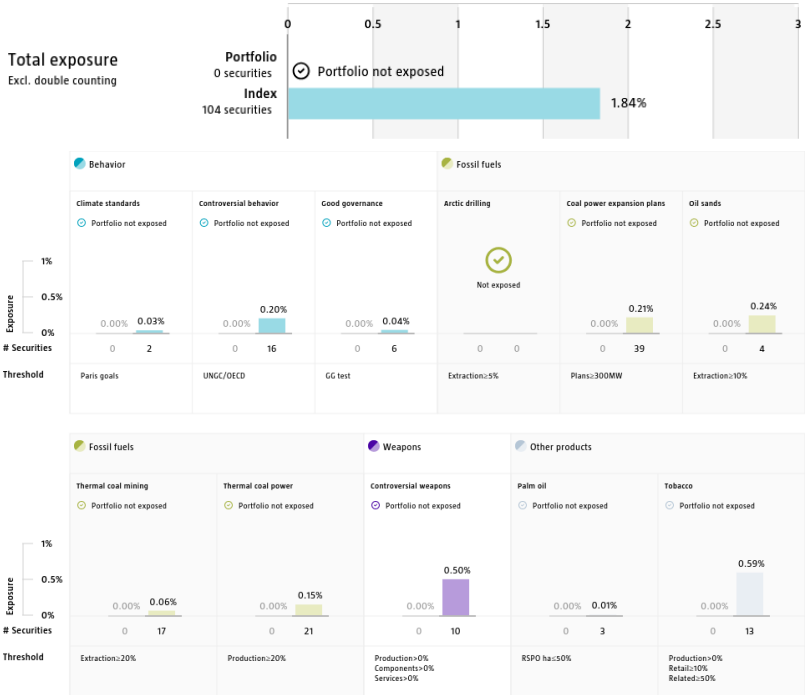 0 0.5 1 1.5 2 2.5 3
Total exposure
Excl. double counting
Portfolio
0 securities
Portfolio not exposed
Index
104 securities
1.84%
Behavior
Fossil fuels
Climate standards
Controversial behavior
Good governance
Arctic drilling
Coal power expansion plans
Oil sands
Portfolio not exposed
Portfolio not exposed
Portfolio not exposed
Portfolio not exposed
Portfolio not exposed
Not exposed
Exposure
1%
0.5%
0%
0.00% 0.03%
0.00% 0.20%
0.00% 0.04%
0.00% 0.21%
0.00% 0.24%
# Securities
0 2
0 16
0 6
0 0
0 39
0 4
Threshold
Paris goals
UNGC/OECD
GG test
Extraction≥5%
Plans≥300MW
Extraction≥10%
Fossil fuels
Weapons
Other products
Thermal coal mining
Thermal coal power
Controversial weapons
Palm oil
Tobacco
Portfolio not exposed
Portfolio not exposed
Portfolio not exposed
Portfolio not exposed
Portfolio not exposed
Exposure
1%
0.5%
0%
0.00% 0.06%
0.00% 0.15%
0.00% 0.50%
0.00% 0.01%
0.00% 0.59%
# Securities
0 17
0 21
0 10
0 3
0 13
Threshold
Extraction≥20%
Production≥20%
Production>0%
Components>0%
Services>0%
RSPO ha≤50%
Production>0%
Retail≥10%
Related≥50%